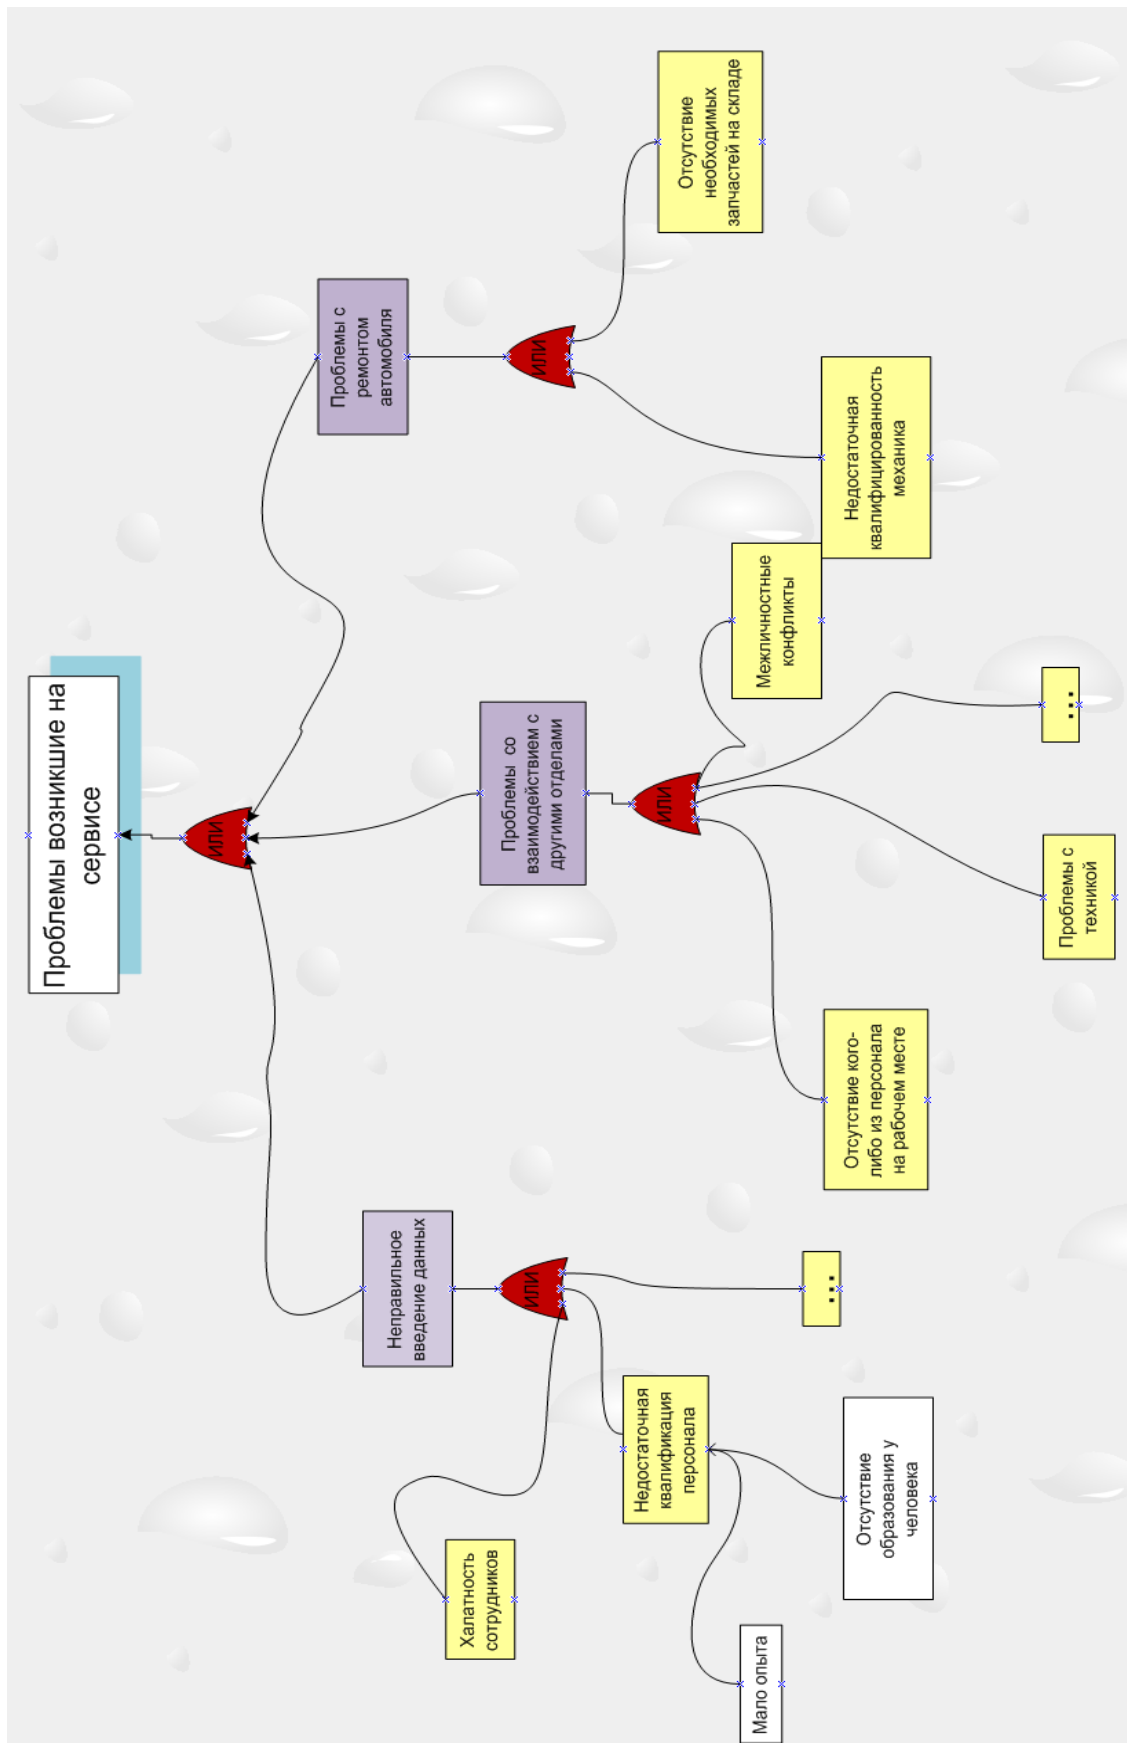 Проблемы возникшие на
сервисе
ИЛИ
Неправильное
введение данных
Проблемы со
взаимодействием с
другими отделами
Проблемы с
ремонтом
автомобиля
ИЛИ
ИЛИ
ИЛИ
Халатность
сотрудников
Недостаточная
квалификация
персонала
...
Мало опыта
Отсутствие
образования у
человека
Отсутствие кого-
либо из персонала
на рабочем месте
Проблемы с
техникой
...
Межличностные
конфликты
Недостаточная
квалифицированность
механика
Отсутствие
необходимых
запчастей на складе